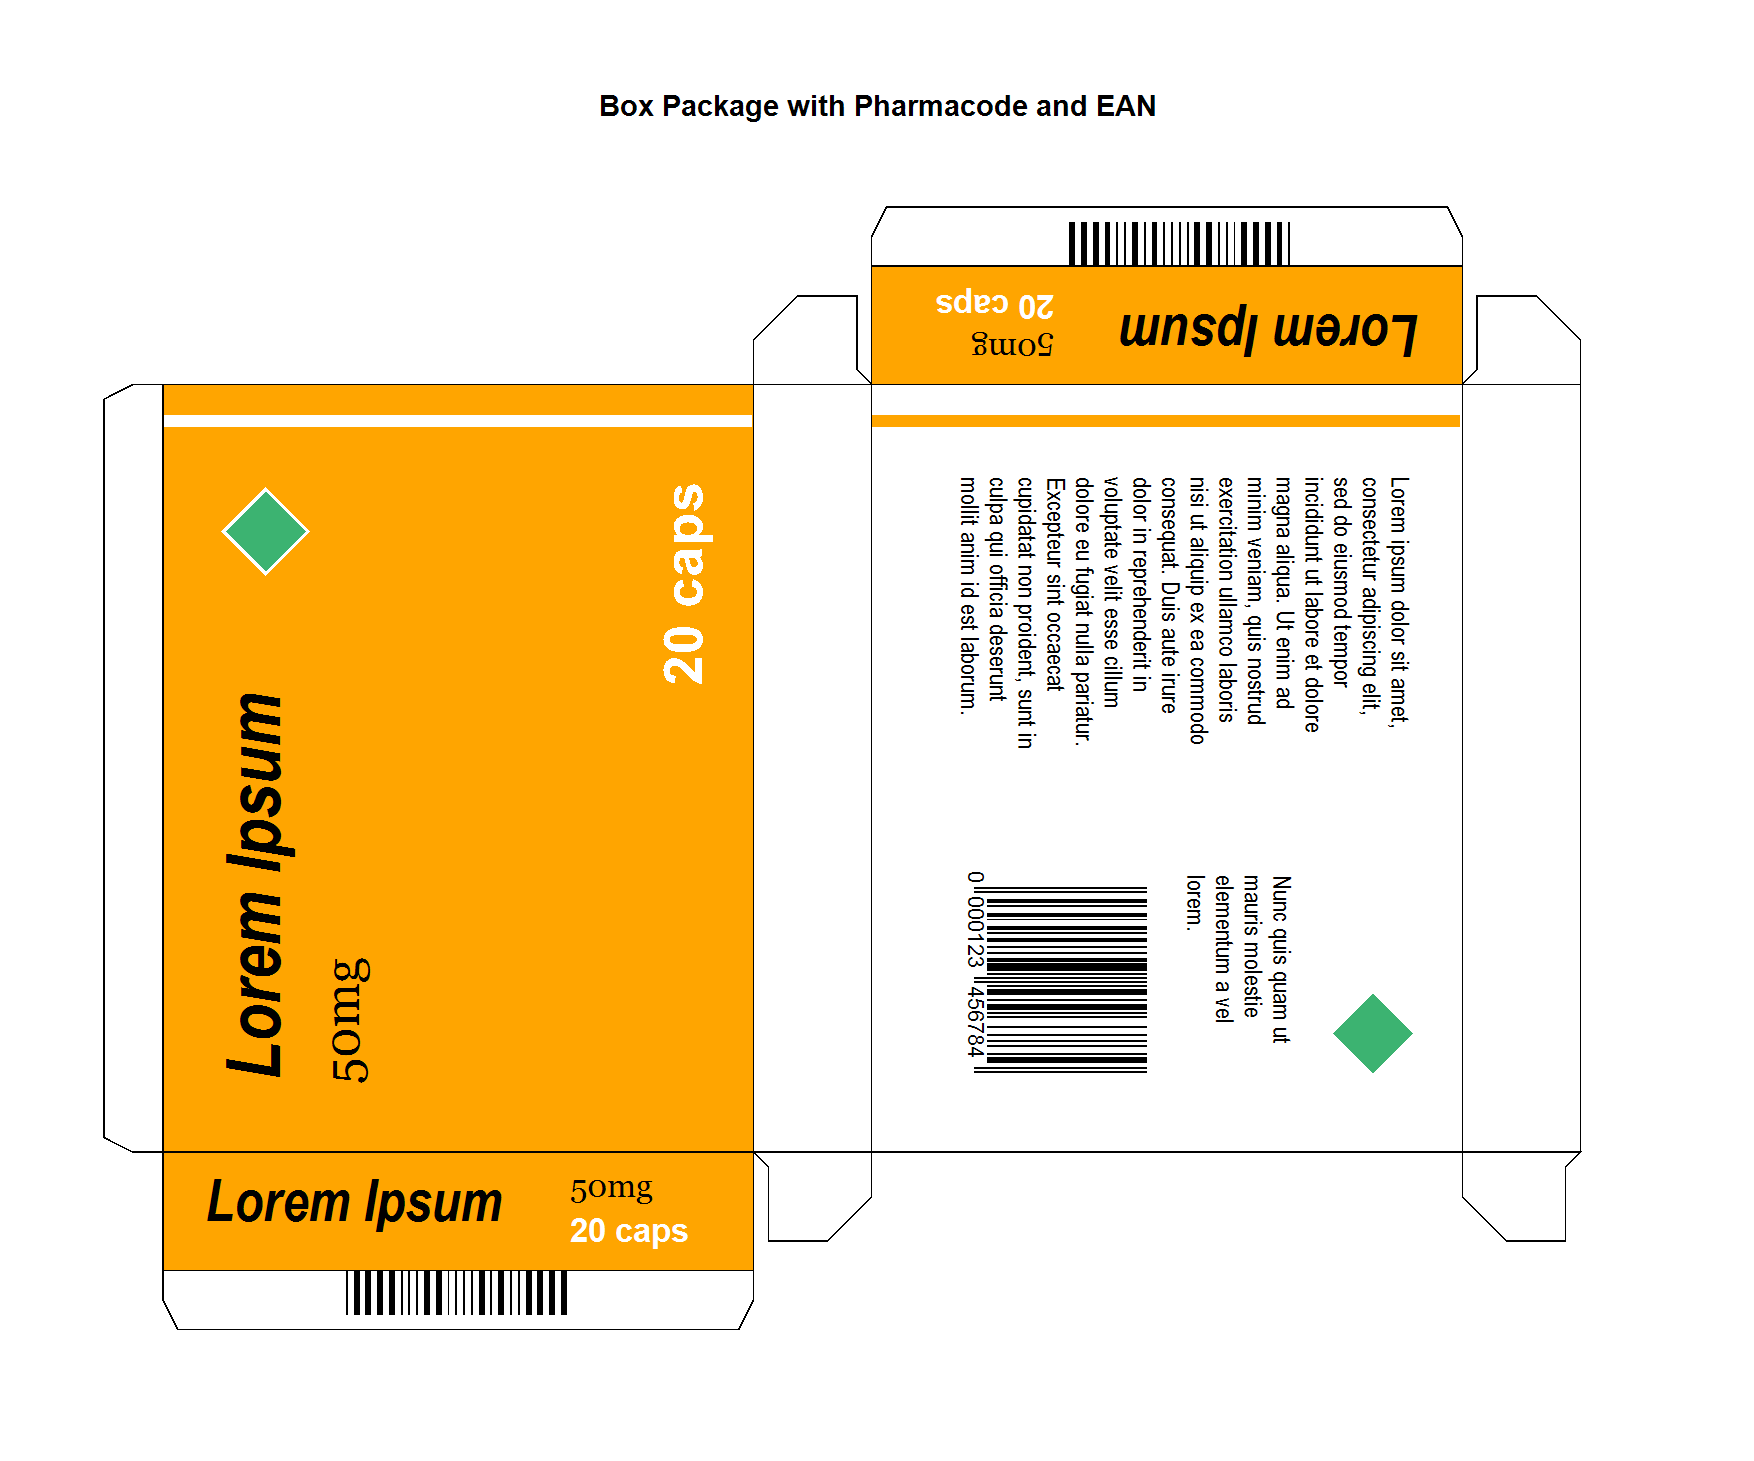 Box Package with Pharmacode and EAN
Lorem Ipsum
50mg
20 caps
20 caps
Lorem Ipsum
50mg
Lorem Ipsum
50mg
20 caps
Lorem ipsum dolor sit amet,
consectetur adipiscing elit,
sed do eiusmod tempor
incididunt ut labore et dolore
magna aliqua. Ut enim ad
minim veniam, quis nostrud
exercitation ullamco laboris
nisi ut aliquip ex ea commodo
consequat. Duis aute irure
dolor in reprehenderit in
voluptate velit esse cillum
dolore eu fugiat nulla pariatur.
Excepteur sint occaecat
cupidatat non proident, sunt in
culpa qui officia deserunt
mollit anim id est laborum.
Nunc quis quam ut
mauris molestie
elementum a vel
lorem.
0 000123 456784